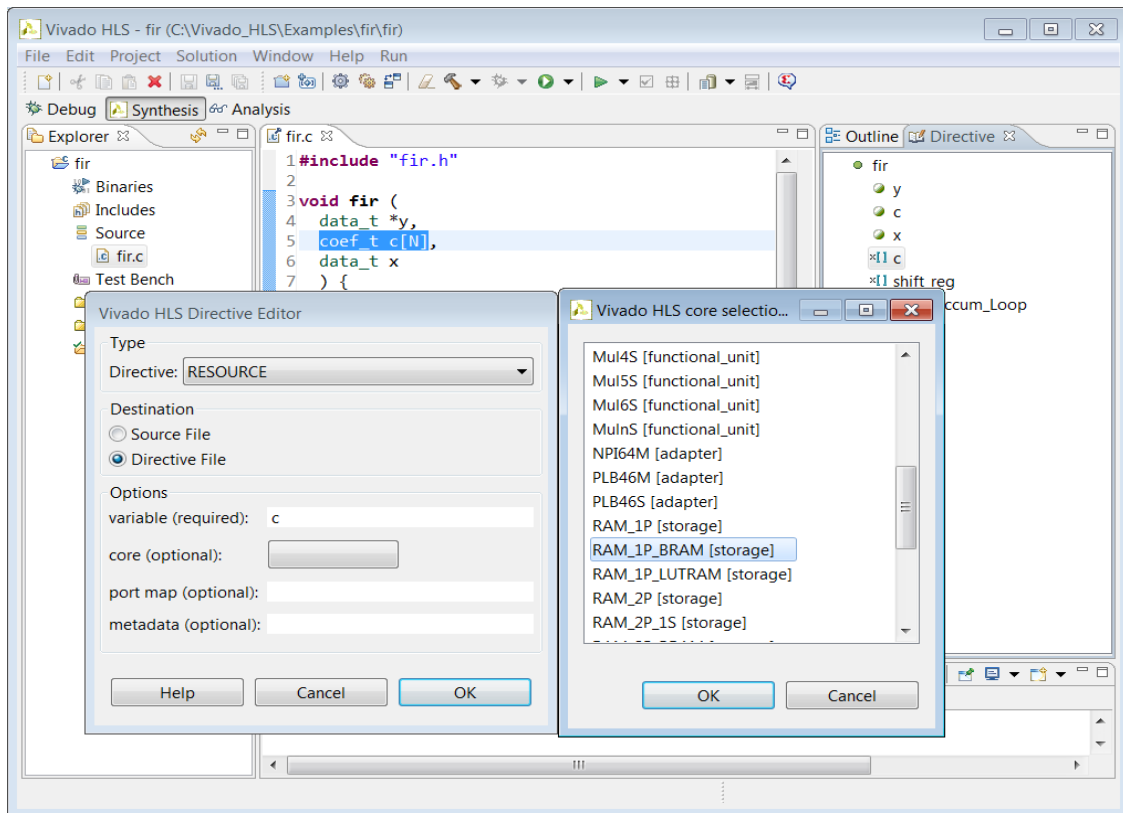 Vivado HLS - fir (C:\Vivado_HLS\Examples\fir\fir)
File Edit Project Solution Window Help Run
Debug Synthesis Analysis
Explorer
fir
Binaries
Includes
Source
fir.c
Test Bench
fir.c
1 #include "fir.h"
2
3 void fir (
4 data_t *y,
5 coef_t c[N],
6 data_t x
7 ) {
Outline Directive
fir
y
c
x
×[] c
×[] shift_reg
ccum_Loop
Vivado HLS Directive Editor
Type
Directive: RESOURCE
Destination
Source File
Directive File
Options
variable (required): c
core (optional):
port map (optional):
metadata (optional):
Help Cancel OK
Vivado HLS core selectio...
Mul4S [functional_unit]
Mul5S [functional_unit]
Mul6S [functional_unit]
MulnS [functional_unit]
NPI64M [adapter]
PLB46M [adapter]
PLB46S [adapter]
RAM_1P [storage]
RAM_1P_BRAM [storage]
RAM_1P_LUTRAM [storage]
RAM_2P [storage]
RAM_2P_1S [storage]
OK Cancel